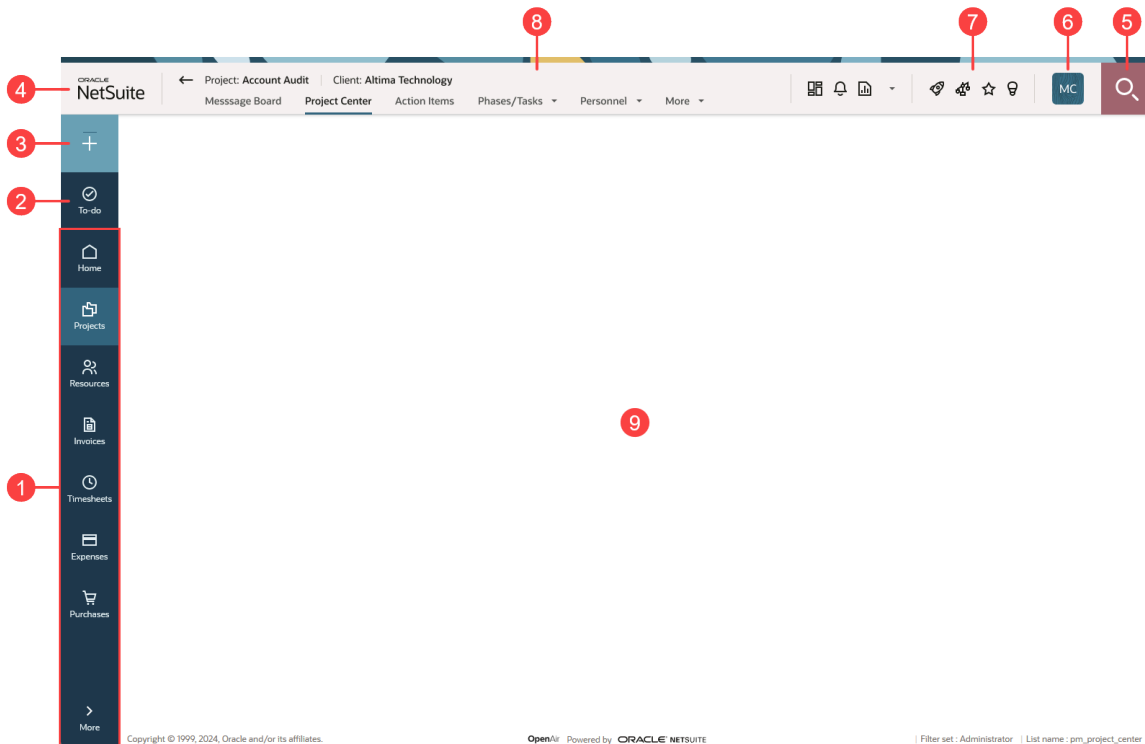 8
7
6
5
4
ORACLE
NetSuite
Project: Account Audit
Client: Altima Technology
Messsage Board
Project Center
Action Items
Phases/Tasks
Personnel
More
MC
3
2
To-do
Home
Projects
Resources
9
Invoices
1
Timesheets
Expenses
Purchases
More
Copyright © 1999, 2024, Oracle and/or its affiliates.
OpenAir Powered by ORACLE NETSUITE
| Filter set : Administrator | List name : pm_project_center